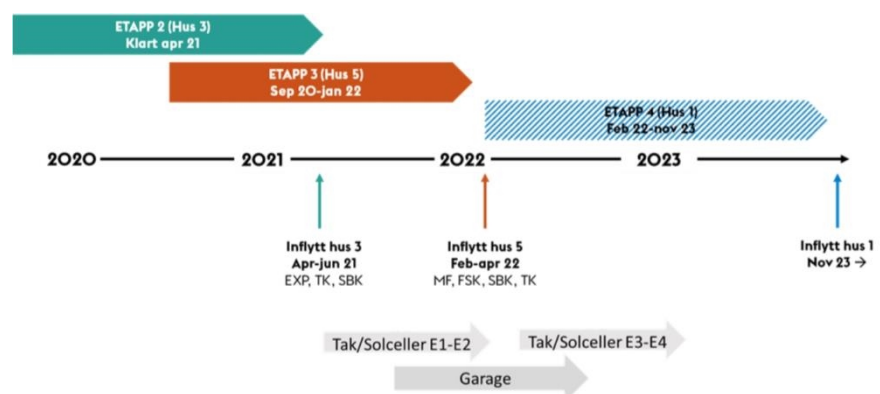 ETAPP 2 (Hus 3)
Klart apr 21
ETAPP 3 (Hus 5)
Sep 20-jan 22
ETAPP 4 (Hus 1)
Feb 22-nov 23
2020
2021
2022
2023
Inflytt hus 3
Apr-jun 21
EXP, TK, SBK
Inflytt hus 5
Feb-apr 22
MF, FSK, SBK, TK
Inflytt hus 1
Nov 23 →
Tak/Solceller E1-E2
Tak/Solceller E3-E4
Garage